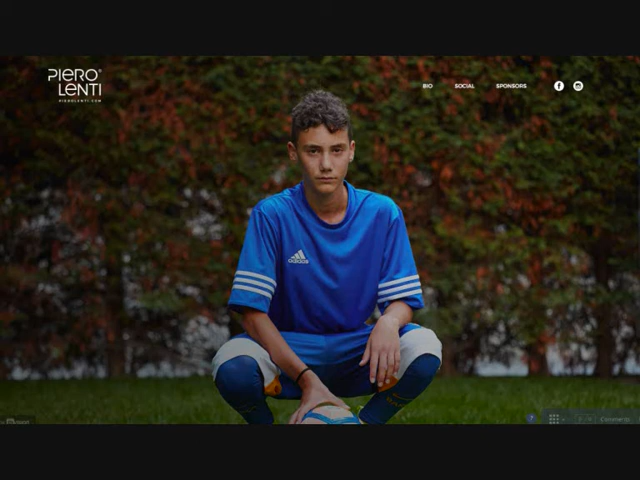 PIERO
LENTI
PIEROLENTI.COM
BIO SOCIAL SPONSORS
adidas